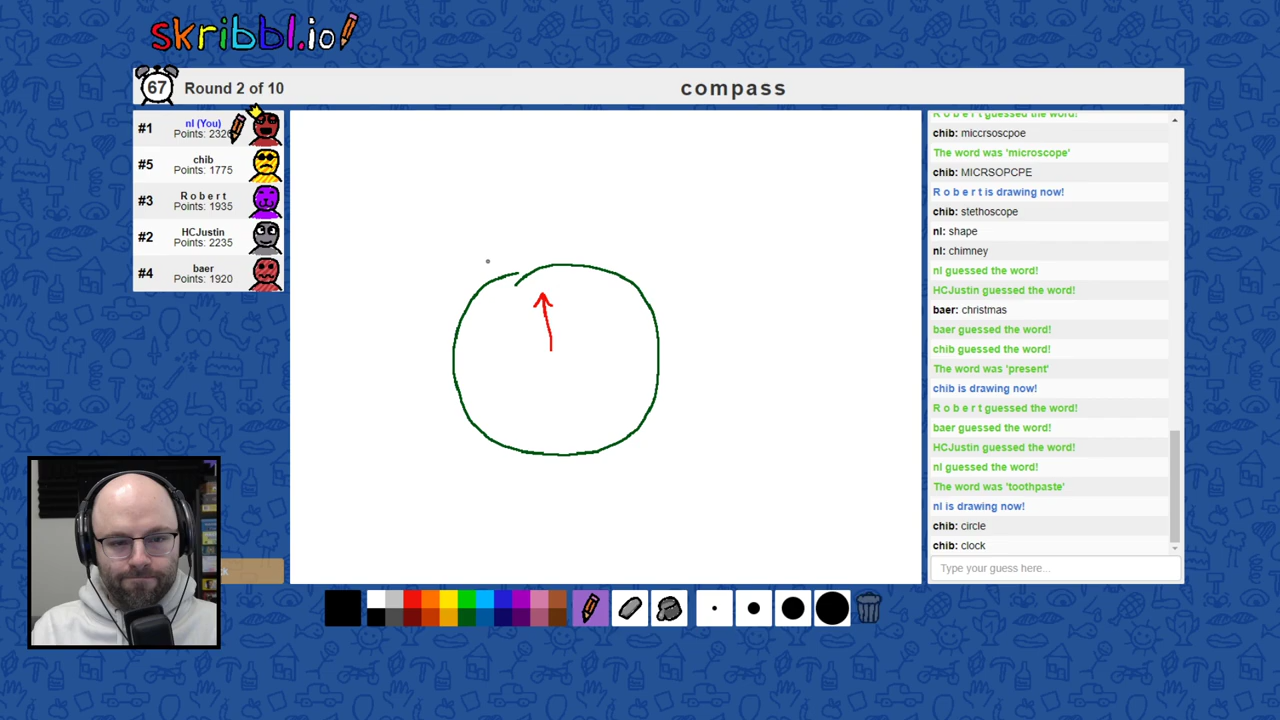 skribbl.io
67
Round 2 of 10
compass
#1
nl (You)
Points: 2326
#5
chib
Points: 1775
#3
R o b e r t
Points: 1935
#2
HCJustin
Points: 2235
#4
baer
Points: 1920
R o b e r t guessed the word!
chib: miccrsoscpoe
The word was 'microscope'
chib: MICRSOPCPE
R o b e r t is drawing now!
chib: stethoscope
nl: shape
nl: chimney
nl guessed the word!
HCJustin guessed the word!
baer: christmas
baer guessed the word!
chib guessed the word!
The word was 'present'
chib is drawing now!
R o b e r t guessed the word!
baer guessed the word!
HCJustin guessed the word!
nl guessed the word!
The word was 'toothpaste'
nl is drawing now!
chib: circle
chib: clock
Type your guess here...